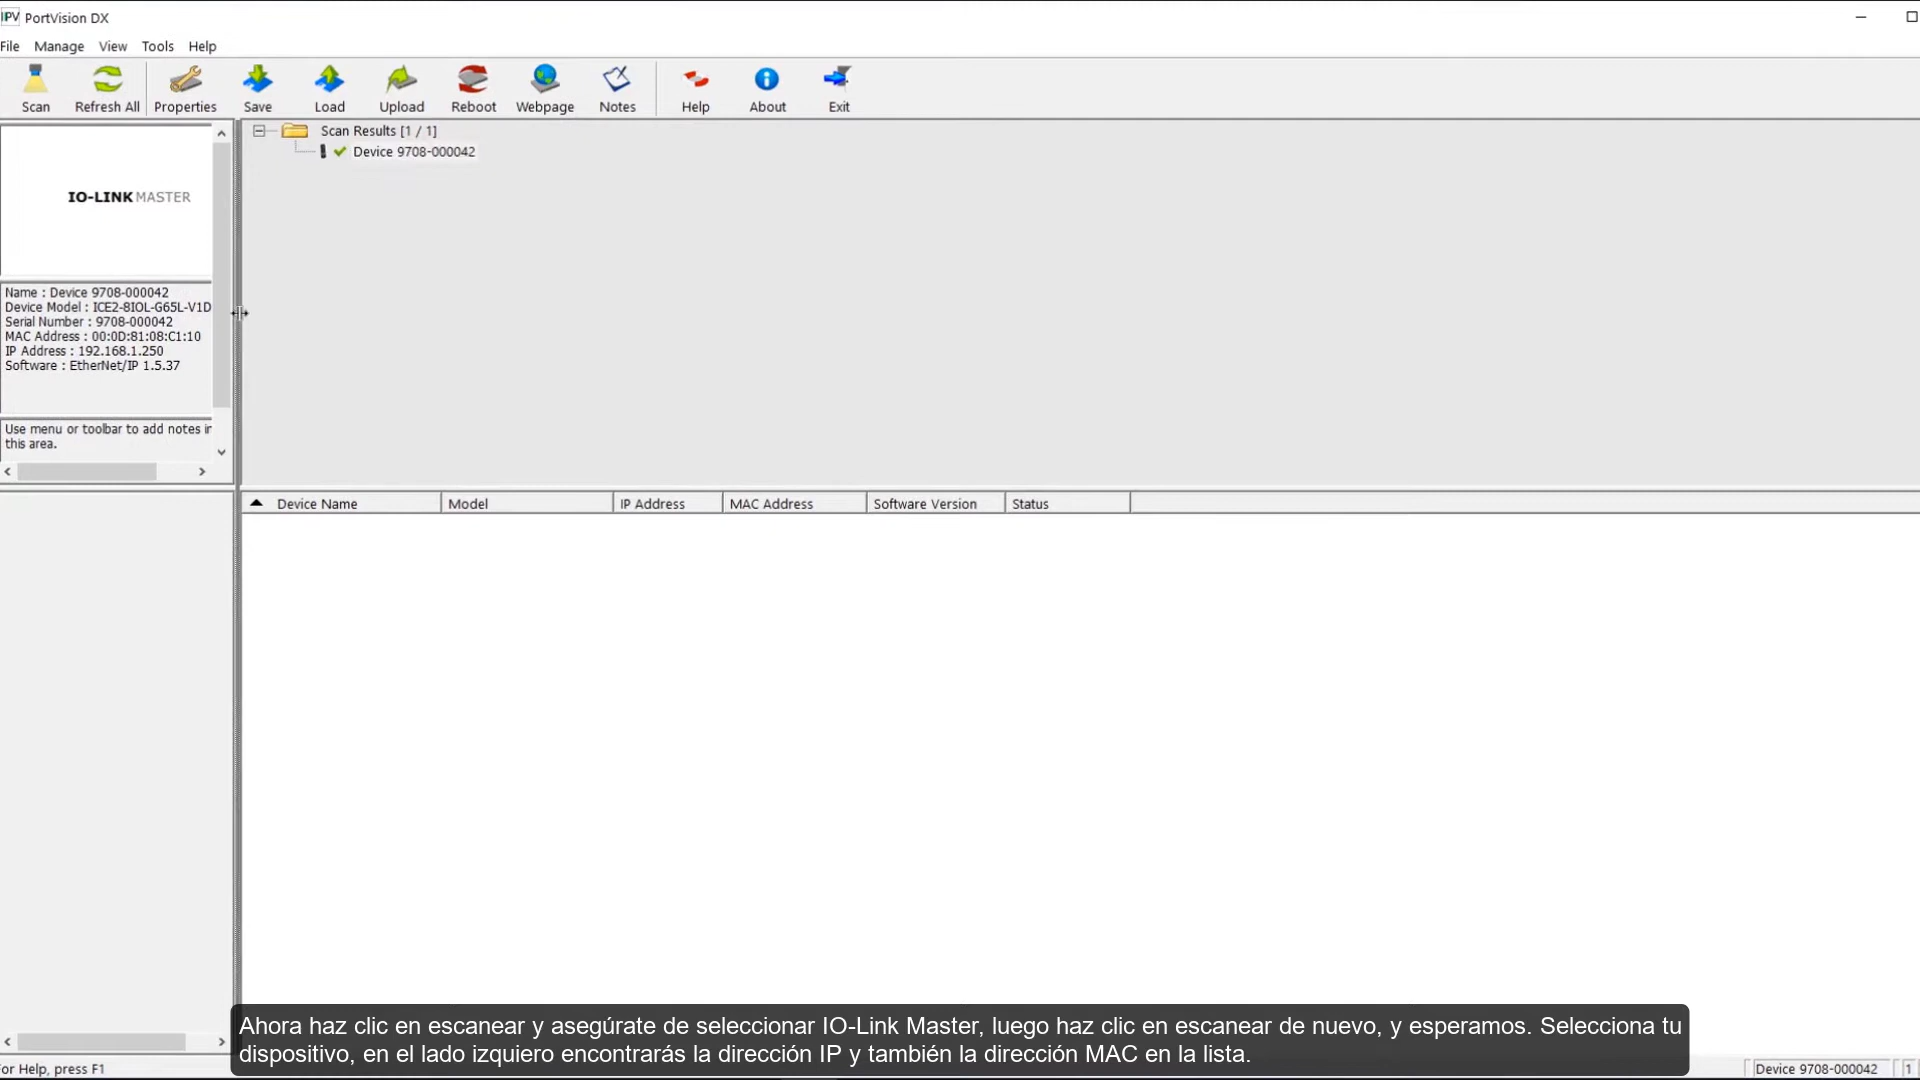 IPV PortVision DX
File Manage View Tools Help
Scan Refresh All Properties Save Load Upload Reboot Webpage Notes Help About Exit
Scan Results [1 / 1]
Device 9708-000042
IO-LINK MASTER
Name : Device 9708-000042
Device Model : ICE2-8IOL-G65L-V1D
Serial Number : 9708-000042
MAC Address : 00:0D:81:08:C1:10
IP Address : 192.168.1.250
Software : EtherNet/IP 1.5.37
Use menu or toolbar to add notes in
this area.
Device Name Model IP Address MAC Address Software Version Status
Ahora haz clic en escanear y asegúrate de seleccionar IO-Link Master, luego haz clic en escanear de nuevo, y esperamos. Selecciona tu
dispositivo, en el lado izquiero encontrarás la dirección IP y también la dirección MAC en la lista.
or Help, press F1
Device 9708-000042 1